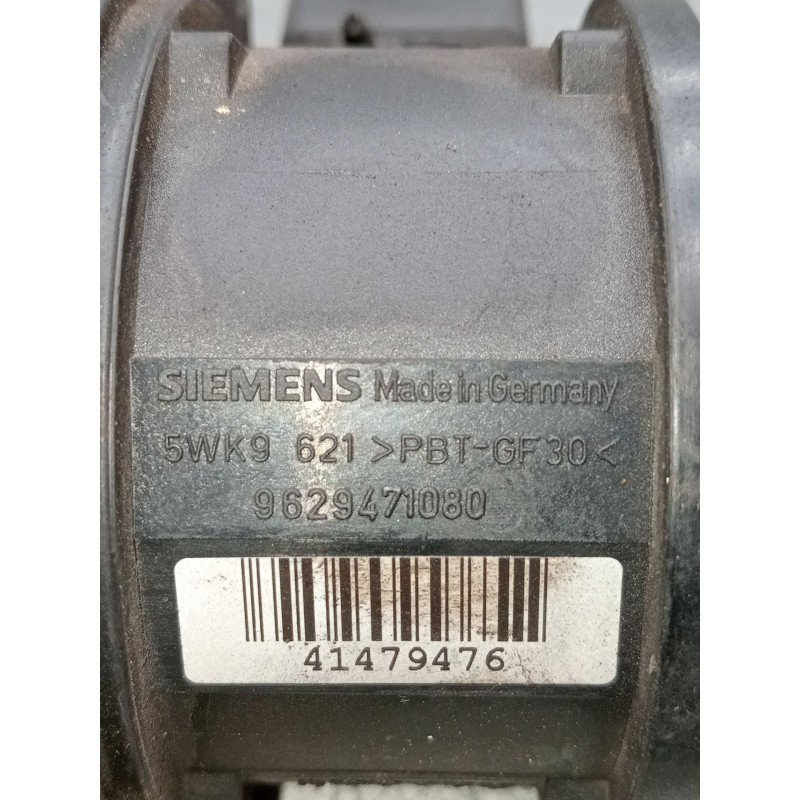 SIEMENS Made in Germany
5WK9 621 >PBT-GF30<
9629471080
41479476